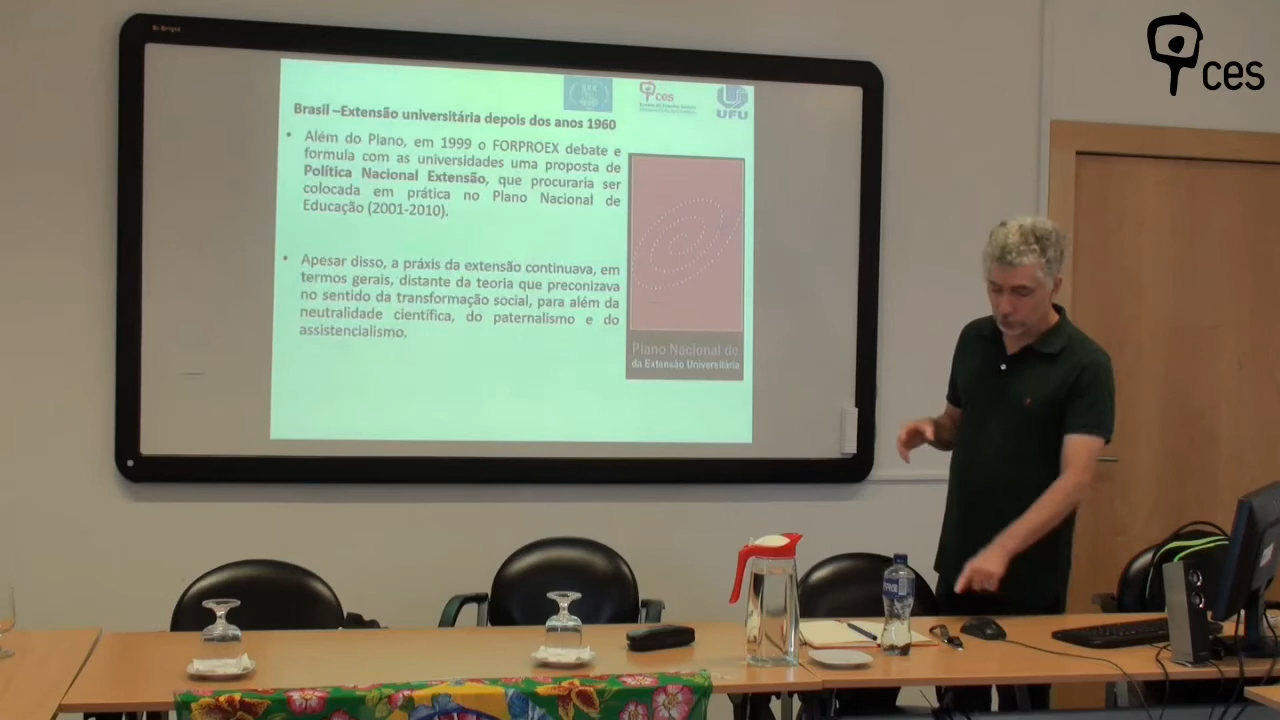 ces
ces
UFU
Brasil –Extensão universitária depois dos anos 1960
• Além do Plano, em 1999 o FORPROEX debate e
formula com as universidades uma proposta de
Política Nacional Extensão, que procuraria ser
colocada em prática no Plano Nacional de
Educação (2001-2010).
• Apesar disso, a práxis da extensão continuava, em
termos gerais, distante da teoria que preconizava
no sentido da transformação social, para além da
neutralidade científica, do paternalismo e do
assistencialismo.
Plano Nacional de
da Extensão Universitária